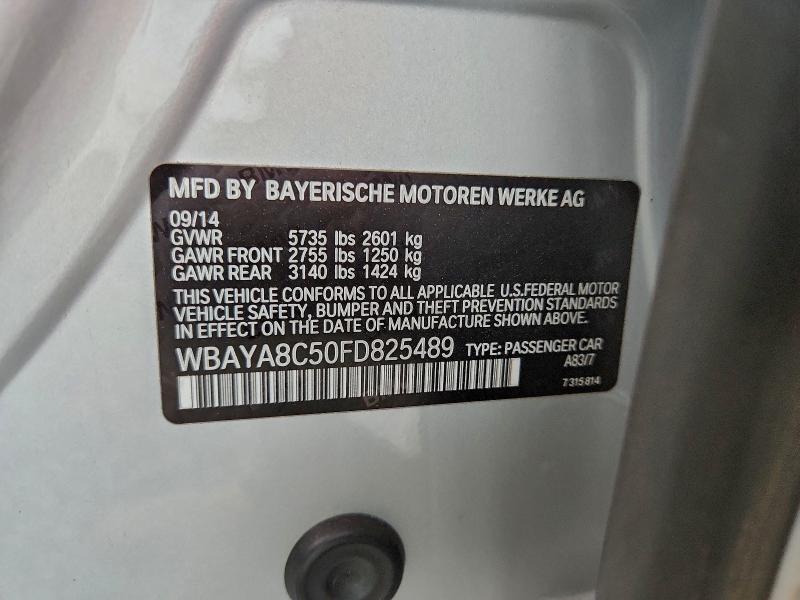 MFD BY BAYERISCHE MOTOREN WERKE AG
09/14
GVWR 5735 lbs 2601 kg
GAWR FRONT 2755 lbs 1250 kg
GAWR REAR 3140 lbs 1424 kg
THIS VEHICLE CONFORMS TO ALL APPLICABLE U.S.FEDERAL MOTOR
VEHICLE SAFETY, BUMPER AND THEFT PREVENTION STANDARDS
IN EFFECT ON THE DATE OF MANUFACTURE SHOWN ABOVE.
WBAYA8C50FD825489 TYPE: PASSENGER CAR
A83/7
7315814